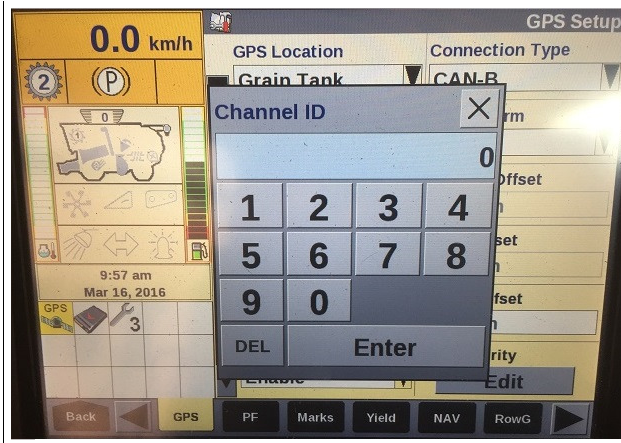 GPS Setup
0.0 km/h
2
P
GPS Location
Connection Type
Grain Tank
CAN-B
Channel ID
0
0
1 2 3 4
5 6 7 8
9 0
DEL Enter
Offset
9:57 am
Mar 16, 2016
GPS
3
Edit
Back GPS PF Marks Yield NAV RowG